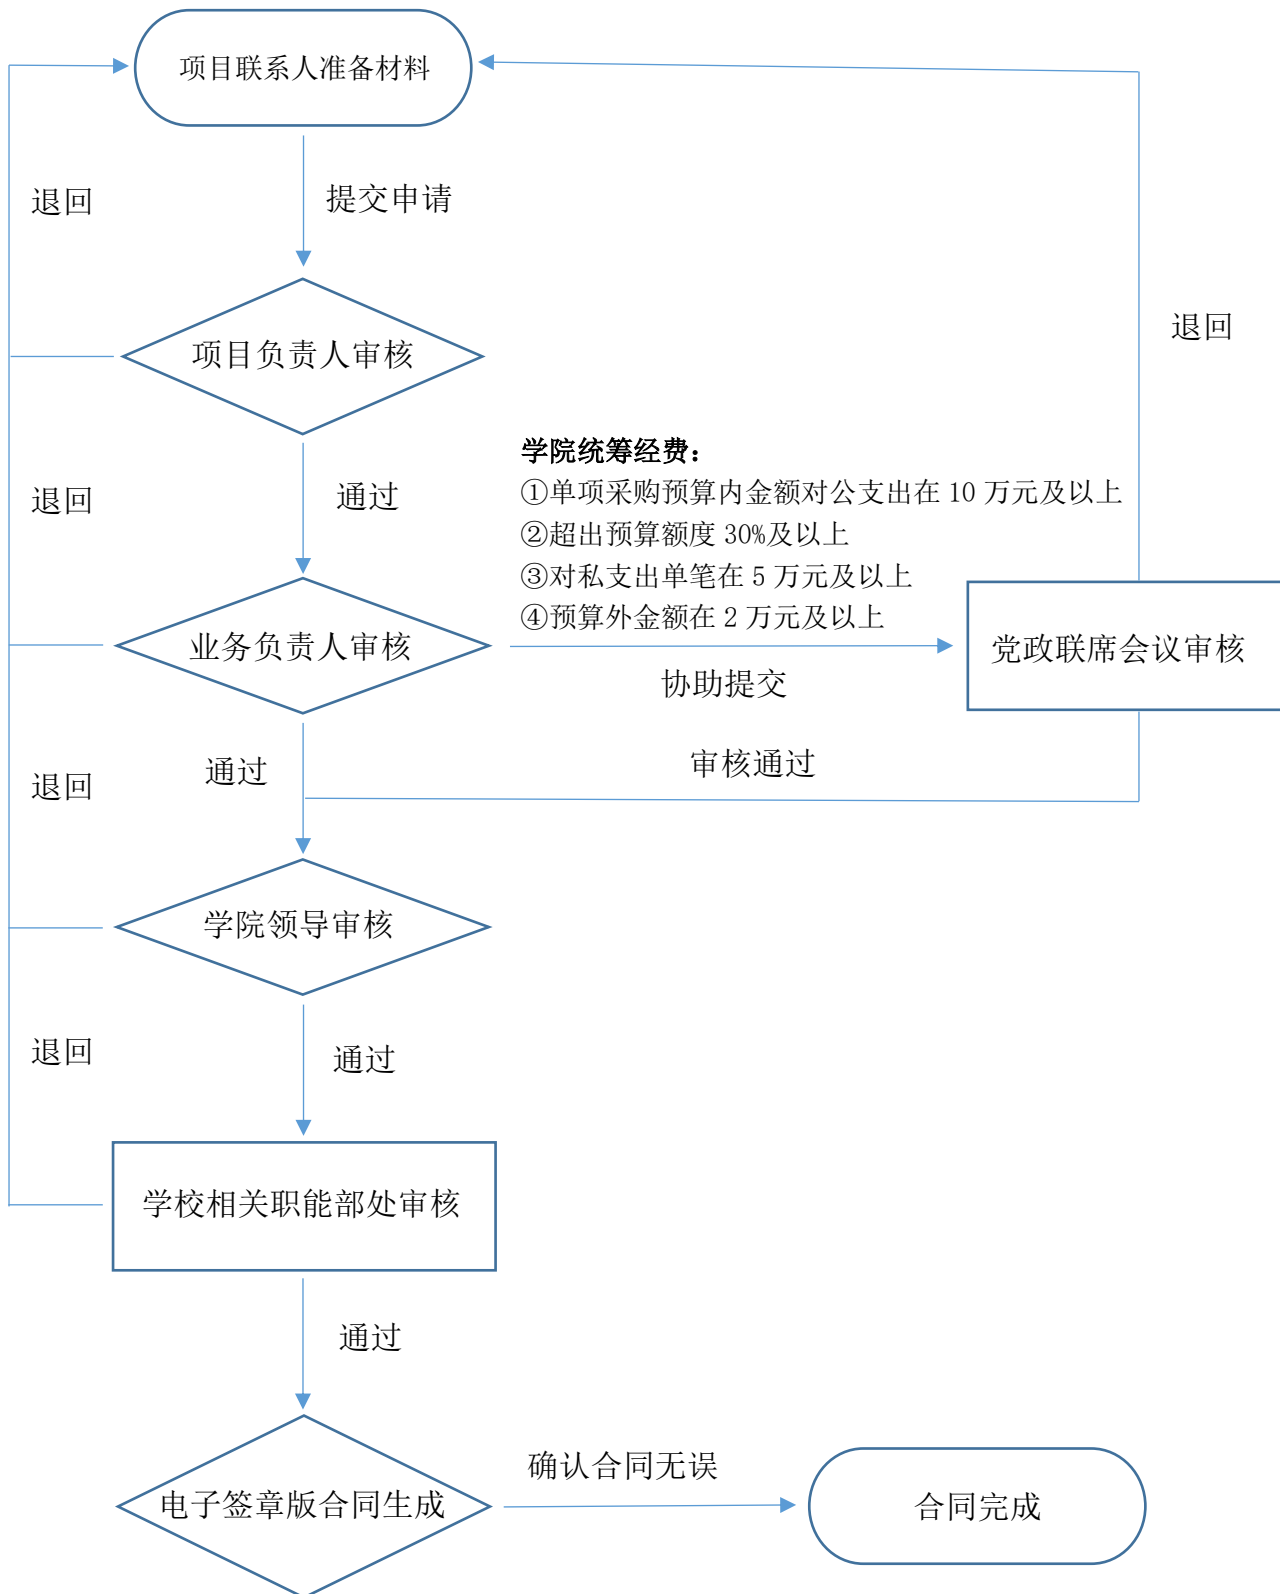 项目联系人准备材料
退回
提交申请
项目负责人审核
退回
退回
通过
学院统筹经费：
①单项采购预算内金额对公支出在 10 万元及以上
②超出预算额度 30%及以上
③对私支出单笔在 5 万元及以上
④预算外金额在 2 万元及以上
业务负责人审核
党政联席会议审核
协助提交
退回
通过
审核通过
学院领导审核
退回
通过
学校相关职能部处审核
通过
电子签章版合同生成
确认合同无误
合同完成